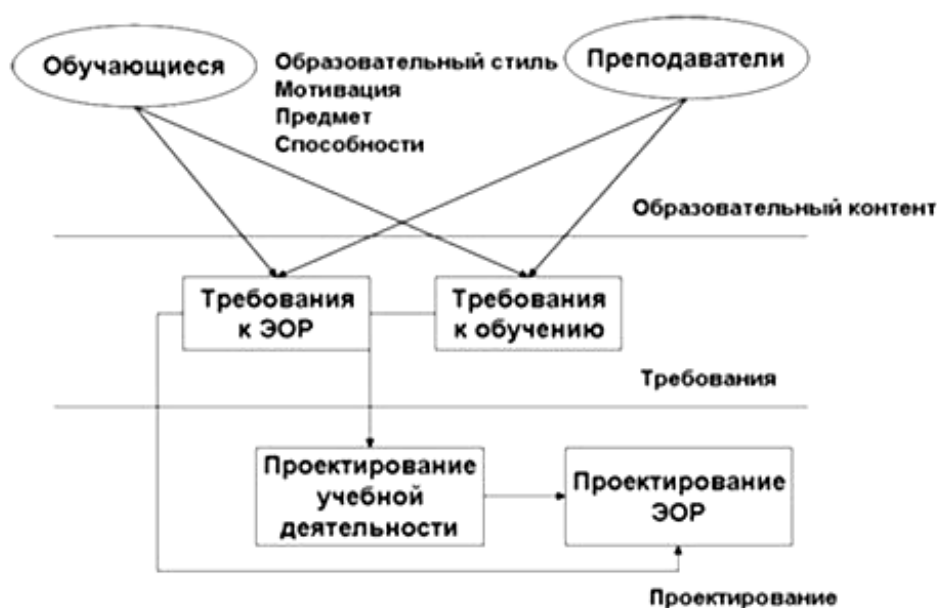 Обучающиеся
Образовательный стиль
Мотивация
Предмет
Способности
Преподаватели
Образовательный контент
Требования
к ЭОР
Требования
к обучению
Требования
Проектирование
учебной
деятельности
Проектирование
ЭОР
Проектирование